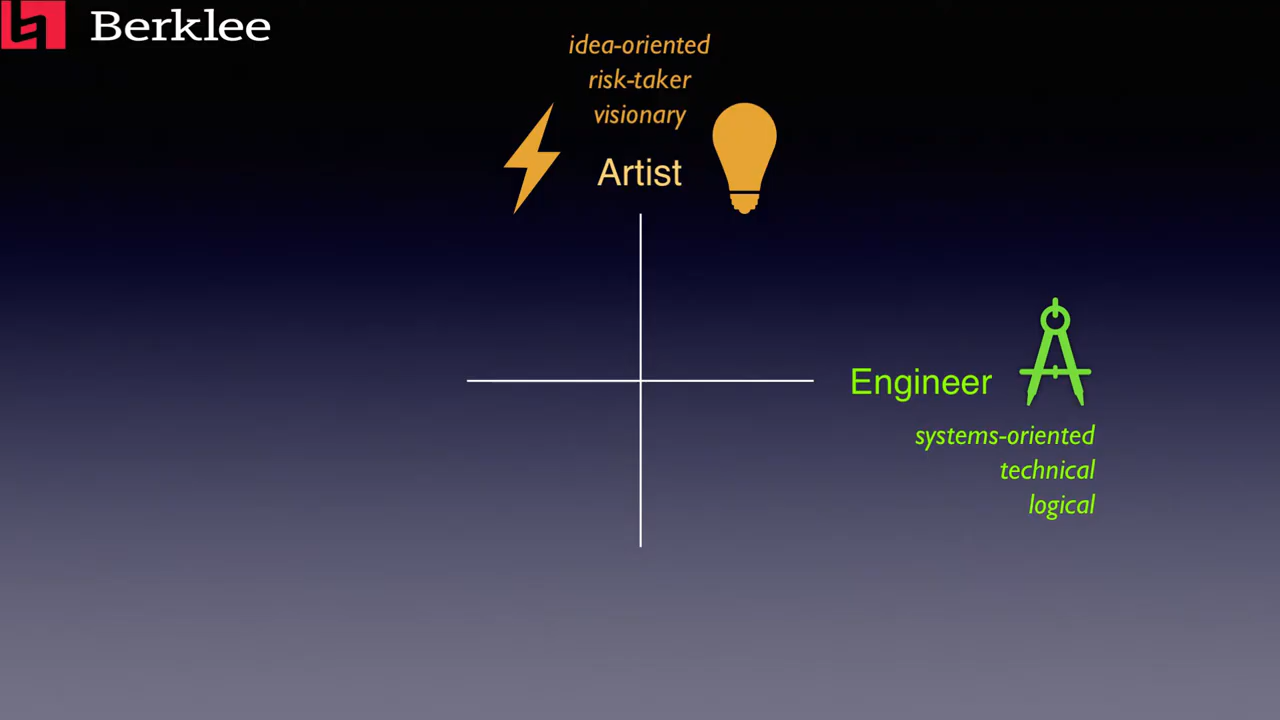 Berklee
idea-oriented
risk-taker
visionary
Artist
Engineer
systems-oriented
technical
logical